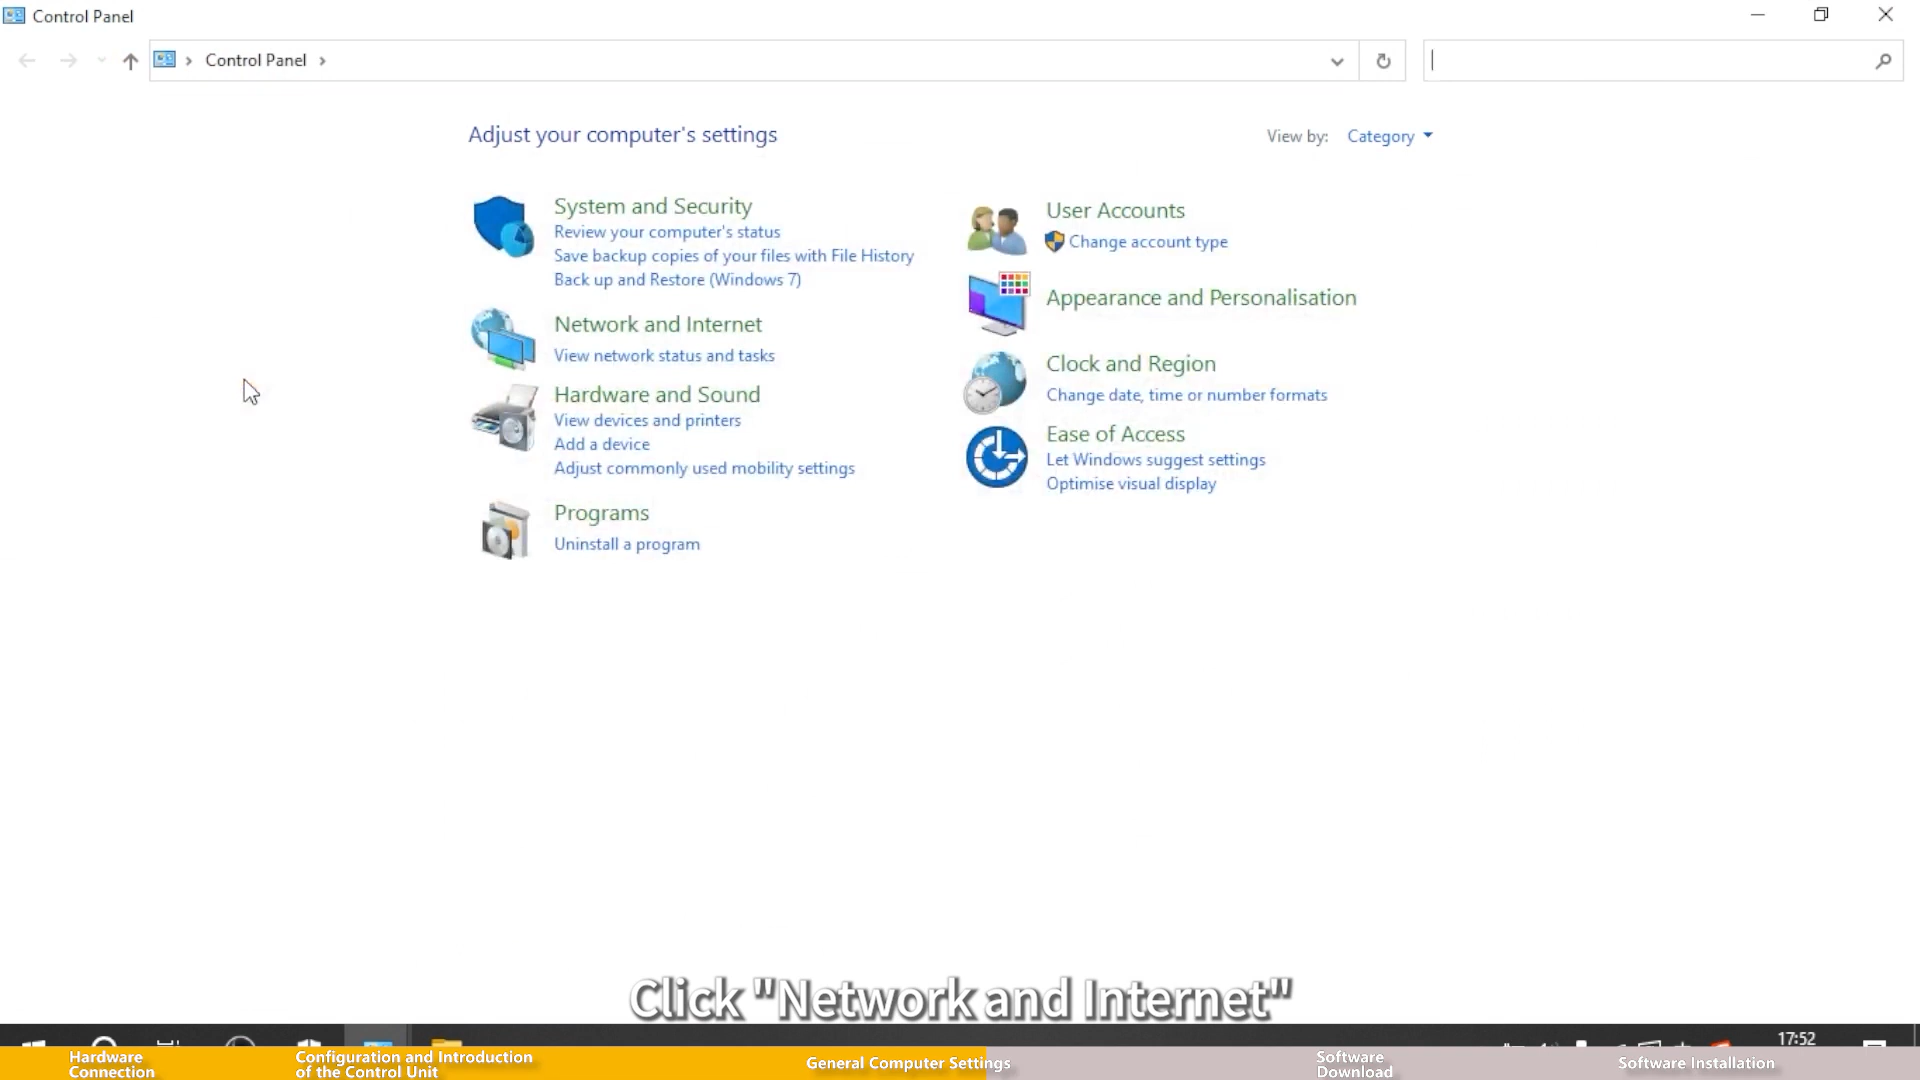 Control Panel
Control Panel
Adjust your computer's settings
View by: Category
System and Security
Review your computer's status
Save backup copies of your files with File History
Back up and Restore (Windows 7)
Network and Internet
View network status and tasks
Hardware and Sound
View devices and printers
Add a device
Adjust commonly used mobility settings
Programs
Uninstall a program
User Accounts
Change account type
Appearance and Personalisation
Clock and Region
Change date, time or number formats
Ease of Access
Let Windows suggest settings
Optimise visual display
Click "Network and Internet"
17:52
Hardware
Connection
Configuration and Introduction
of the Control Unit
General Computer Settings
Software
Download
Software Installation